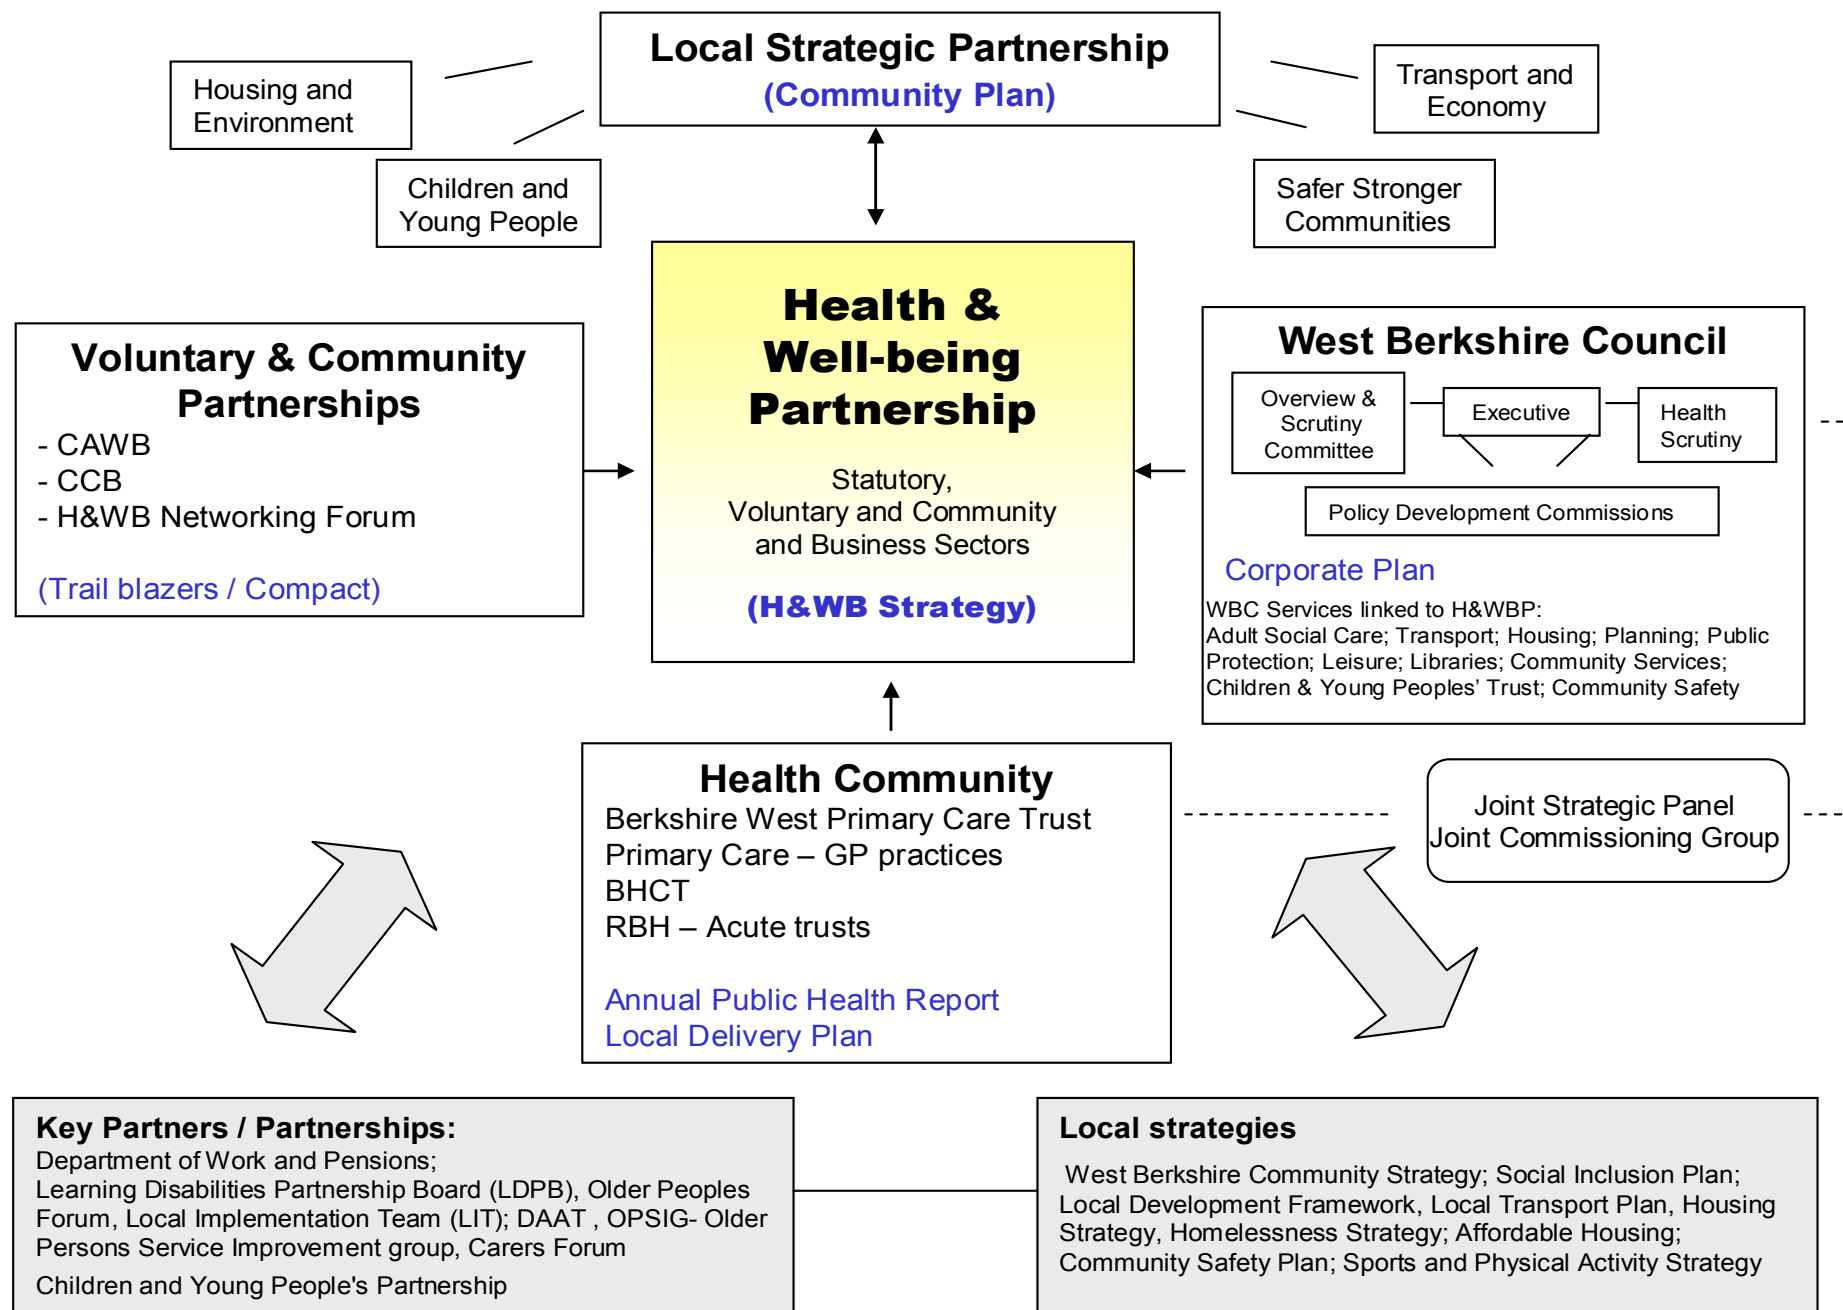 Local Strategic Partnership
(Community Plan)
Housing and
Environment
Transport and
Economy
Children and
Young People
Safer Stronger
Communities
Health &
Well-being
Partnership
Statutory,
Voluntary and Community
and Business Sectors
(H&WB Strategy)
Voluntary & Community
Partnerships
- CAWB
- CCB
- H&WB Networking Forum
(Trail blazers / Compact)
West Berkshire Council
Overview &
Scrutiny
Committee
Executive
Health
Scrutiny
Policy Development Commissions
Corporate Plan
WBC Services linked to H&WBP:
Adult Social Care; Transport; Housing; Planning; Public
Protection; Leisure; Libraries; Community Services;
Children & Young Peoples’ Trust; Community Safety
Health Community
Berkshire West Primary Care Trust
Primary Care – GP practices
BHCT
RBH – Acute trusts
Annual Public Health Report
Local Delivery Plan
Joint Strategic Panel
Joint Commissioning Group
Key Partners / Partnerships:
Department of Work and Pensions;
Learning Disabilities Partnership Board (LDPB), Older Peoples
Forum, Local Implementation Team (LIT); DAAT , OPSIG- Older
Persons Service Improvement group, Carers Forum
Children and Young People's Partnership
Local strategies
West Berkshire Community Strategy; Social Inclusion Plan;
Local Development Framework, Local Transport Plan, Housing
Strategy, Homelessness Strategy; Affordable Housing;
Community Safety Plan; Sports and Physical Activity Strategy